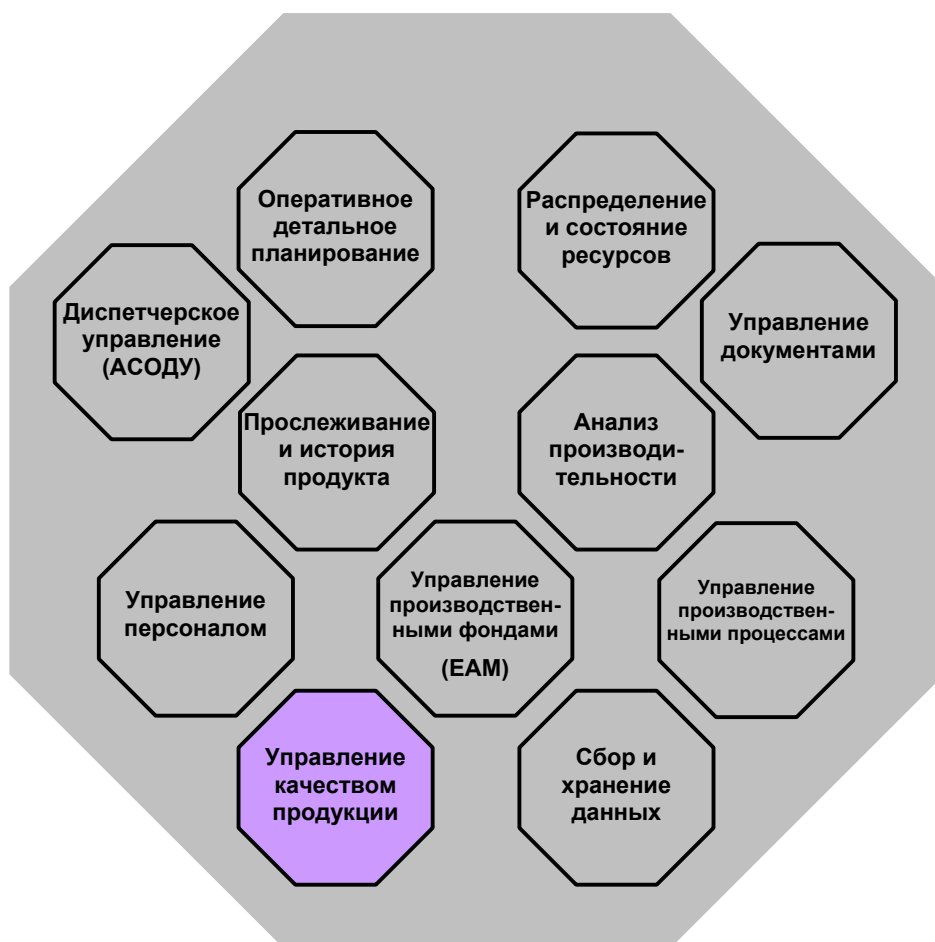 Оперативное
детальное
планирование
Распределение
и состояние
ресурсов
Диспетчерское
управление
(АСОДУ)
Управление
документами
Прослеживание
и история
продукта
Анализ
производи-
тельности
Управление
персоналом
Управление
производствен-
ными фондами
(ЕАМ)
Управление
производствен-
ными процессами
Управление
качеством
продукции
Сбор и
хранение
данных